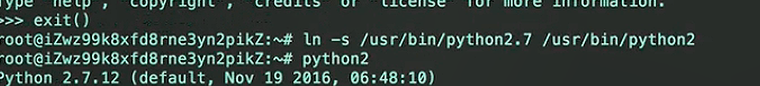 Type "help", "copyright", "credits" or "license" for more information.
>>> exit()
root@iZwz99k8xfd8rne3yn2pikZ:~# ln -s /usr/bin/python2.7 /usr/bin/python2
root@iZwz99k8xfd8rne3yn2pikZ:~# python2
Python 2.7.12 (default, Nov 19 2016, 06:48:10)